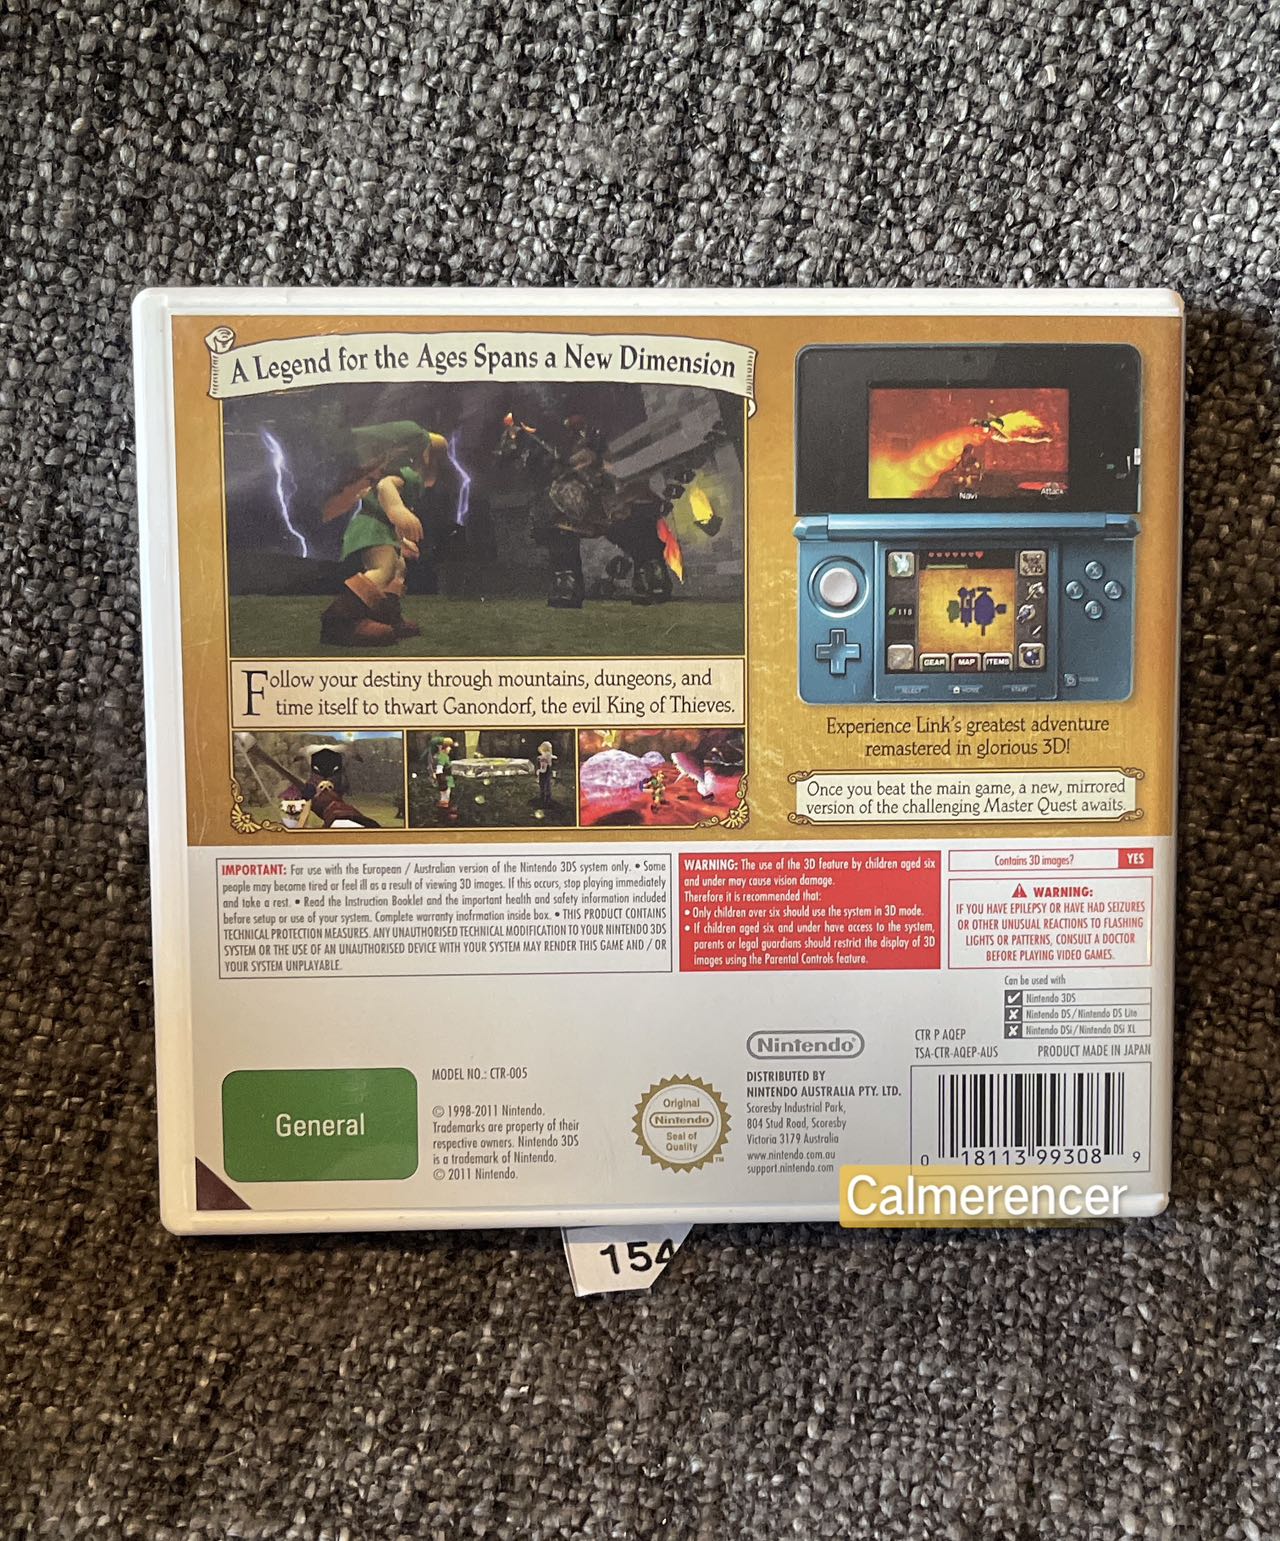 A Legend for the Ages Spans a New Dimension
Follow your destiny through mountains, dungeons, and
time itself to thwart Ganondorf, the evil King of Thieves.
Navi
Attack
118
GEAR MAP ITEMS
SELECT HOME START
X
Y A
B
Experience Link's greatest adventure
remastered in glorious 3D!
Once you beat the main game, a new, mirrored
version of the challenging Master Quest awaits.
IMPORTANT: For use with the European / Australian version of the Nintendo 3DS system only. • Some
people may become tired or feel ill as a result of viewing 3D images. If this occurs, stop playing immediately
and take a rest. • Read the Instruction Booklet and the important health and safety information included
before setup or use of your system. Complete warranty information inside box. • THIS PRODUCT CONTAINS
TECHNICAL PROTECTION MEASURES. ANY UNAUTHORISED TECHNICAL MODIFICATION TO YOUR NINTENDO 3DS
SYSTEM OR THE USE OF AN UNAUTHORISED DEVICE WITH YOUR SYSTEM MAY RENDER THIS GAME AND / OR
YOUR SYSTEM UNPLAYABLE.
WARNING: The use of the 3D feature by children aged six
and under may cause vision damage.
Therefore it is recommended that:
• Only children over six should use the system in 3D mode.
• If children aged six and under have access to the system,
parents or legal guardians should restrict the display of 3D
images using the Parental Controls feature.
Contains 3D images? YES
WARNING:
IF YOU HAVE EPILEPSY OR HAVE HAD SEIZURES
OR OTHER UNUSUAL REACTIONS TO FLASHING
LIGHTS OR PATTERNS, CONSULT A DOCTOR
BEFORE PLAYING VIDEO GAMES.
Can be used with
Nintendo 3DS
Nintendo DS/Nintendo DS Lite
Nintendo DSi/Nintendo DSi XL
CTR P AQEP
TSA-CTR-AQEP-AUS PRODUCT MADE IN JAPAN
General
MODEL NO.: CTR-005
© 1998-2011 Nintendo.
Trademarks are property of their
respective owners. Nintendo 3DS
is a trademark of Nintendo.
© 2011 Nintendo.
Original
Nintendo
Seal of
Quality
TM
Nintendo®
DISTRIBUTED BY
NINTENDO AUSTRALIA PTY. LTD.
Scoresby Industrial Park,
804 Stud Road, Scoresby
Victoria 3179 Australia
www.nintendo.com.au
support.nintendo.com
0 18113 99308 9
Calmerencer
154